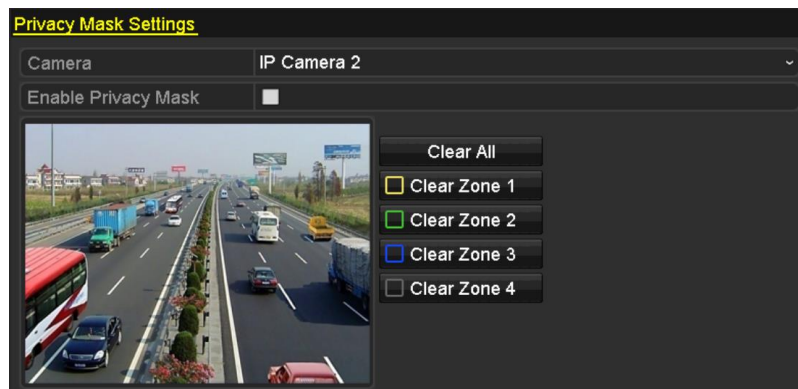 Privacy Mask Settings
Camera IP Camera 2
Enable Privacy Mask
Clear All
Clear Zone 1
Clear Zone 2
Clear Zone 3
Clear Zone 4